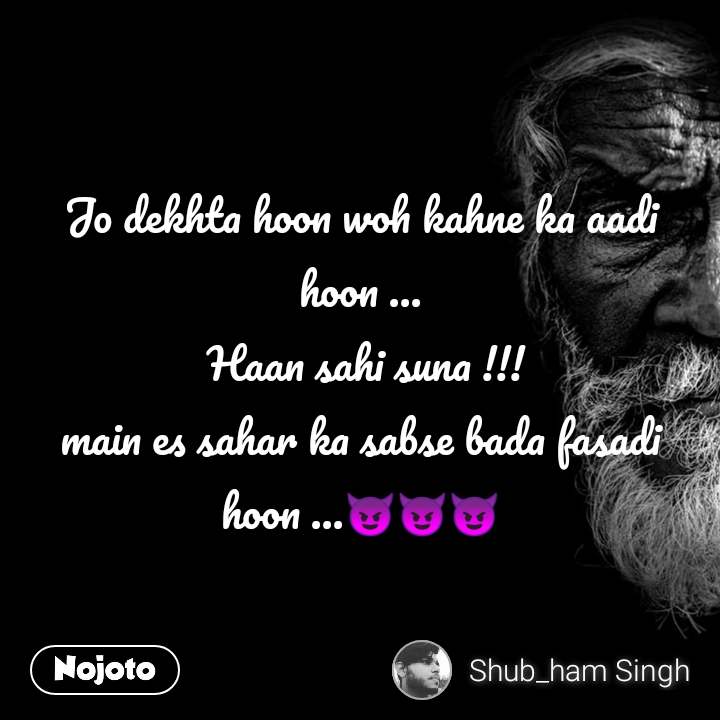 Jo dekhta hoon woh kahne ka aadi
hoon ...
Haan sahi suna !!!
main es sahar ka sabse bada fasadi
hoon ...😈😈😈
Nojoto
Shub_ham Singh